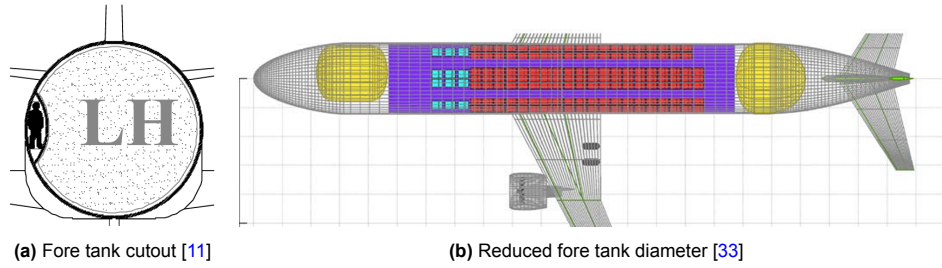 LH
(a) Fore tank cutout [11]
(b) Reduced fore tank diameter [33]